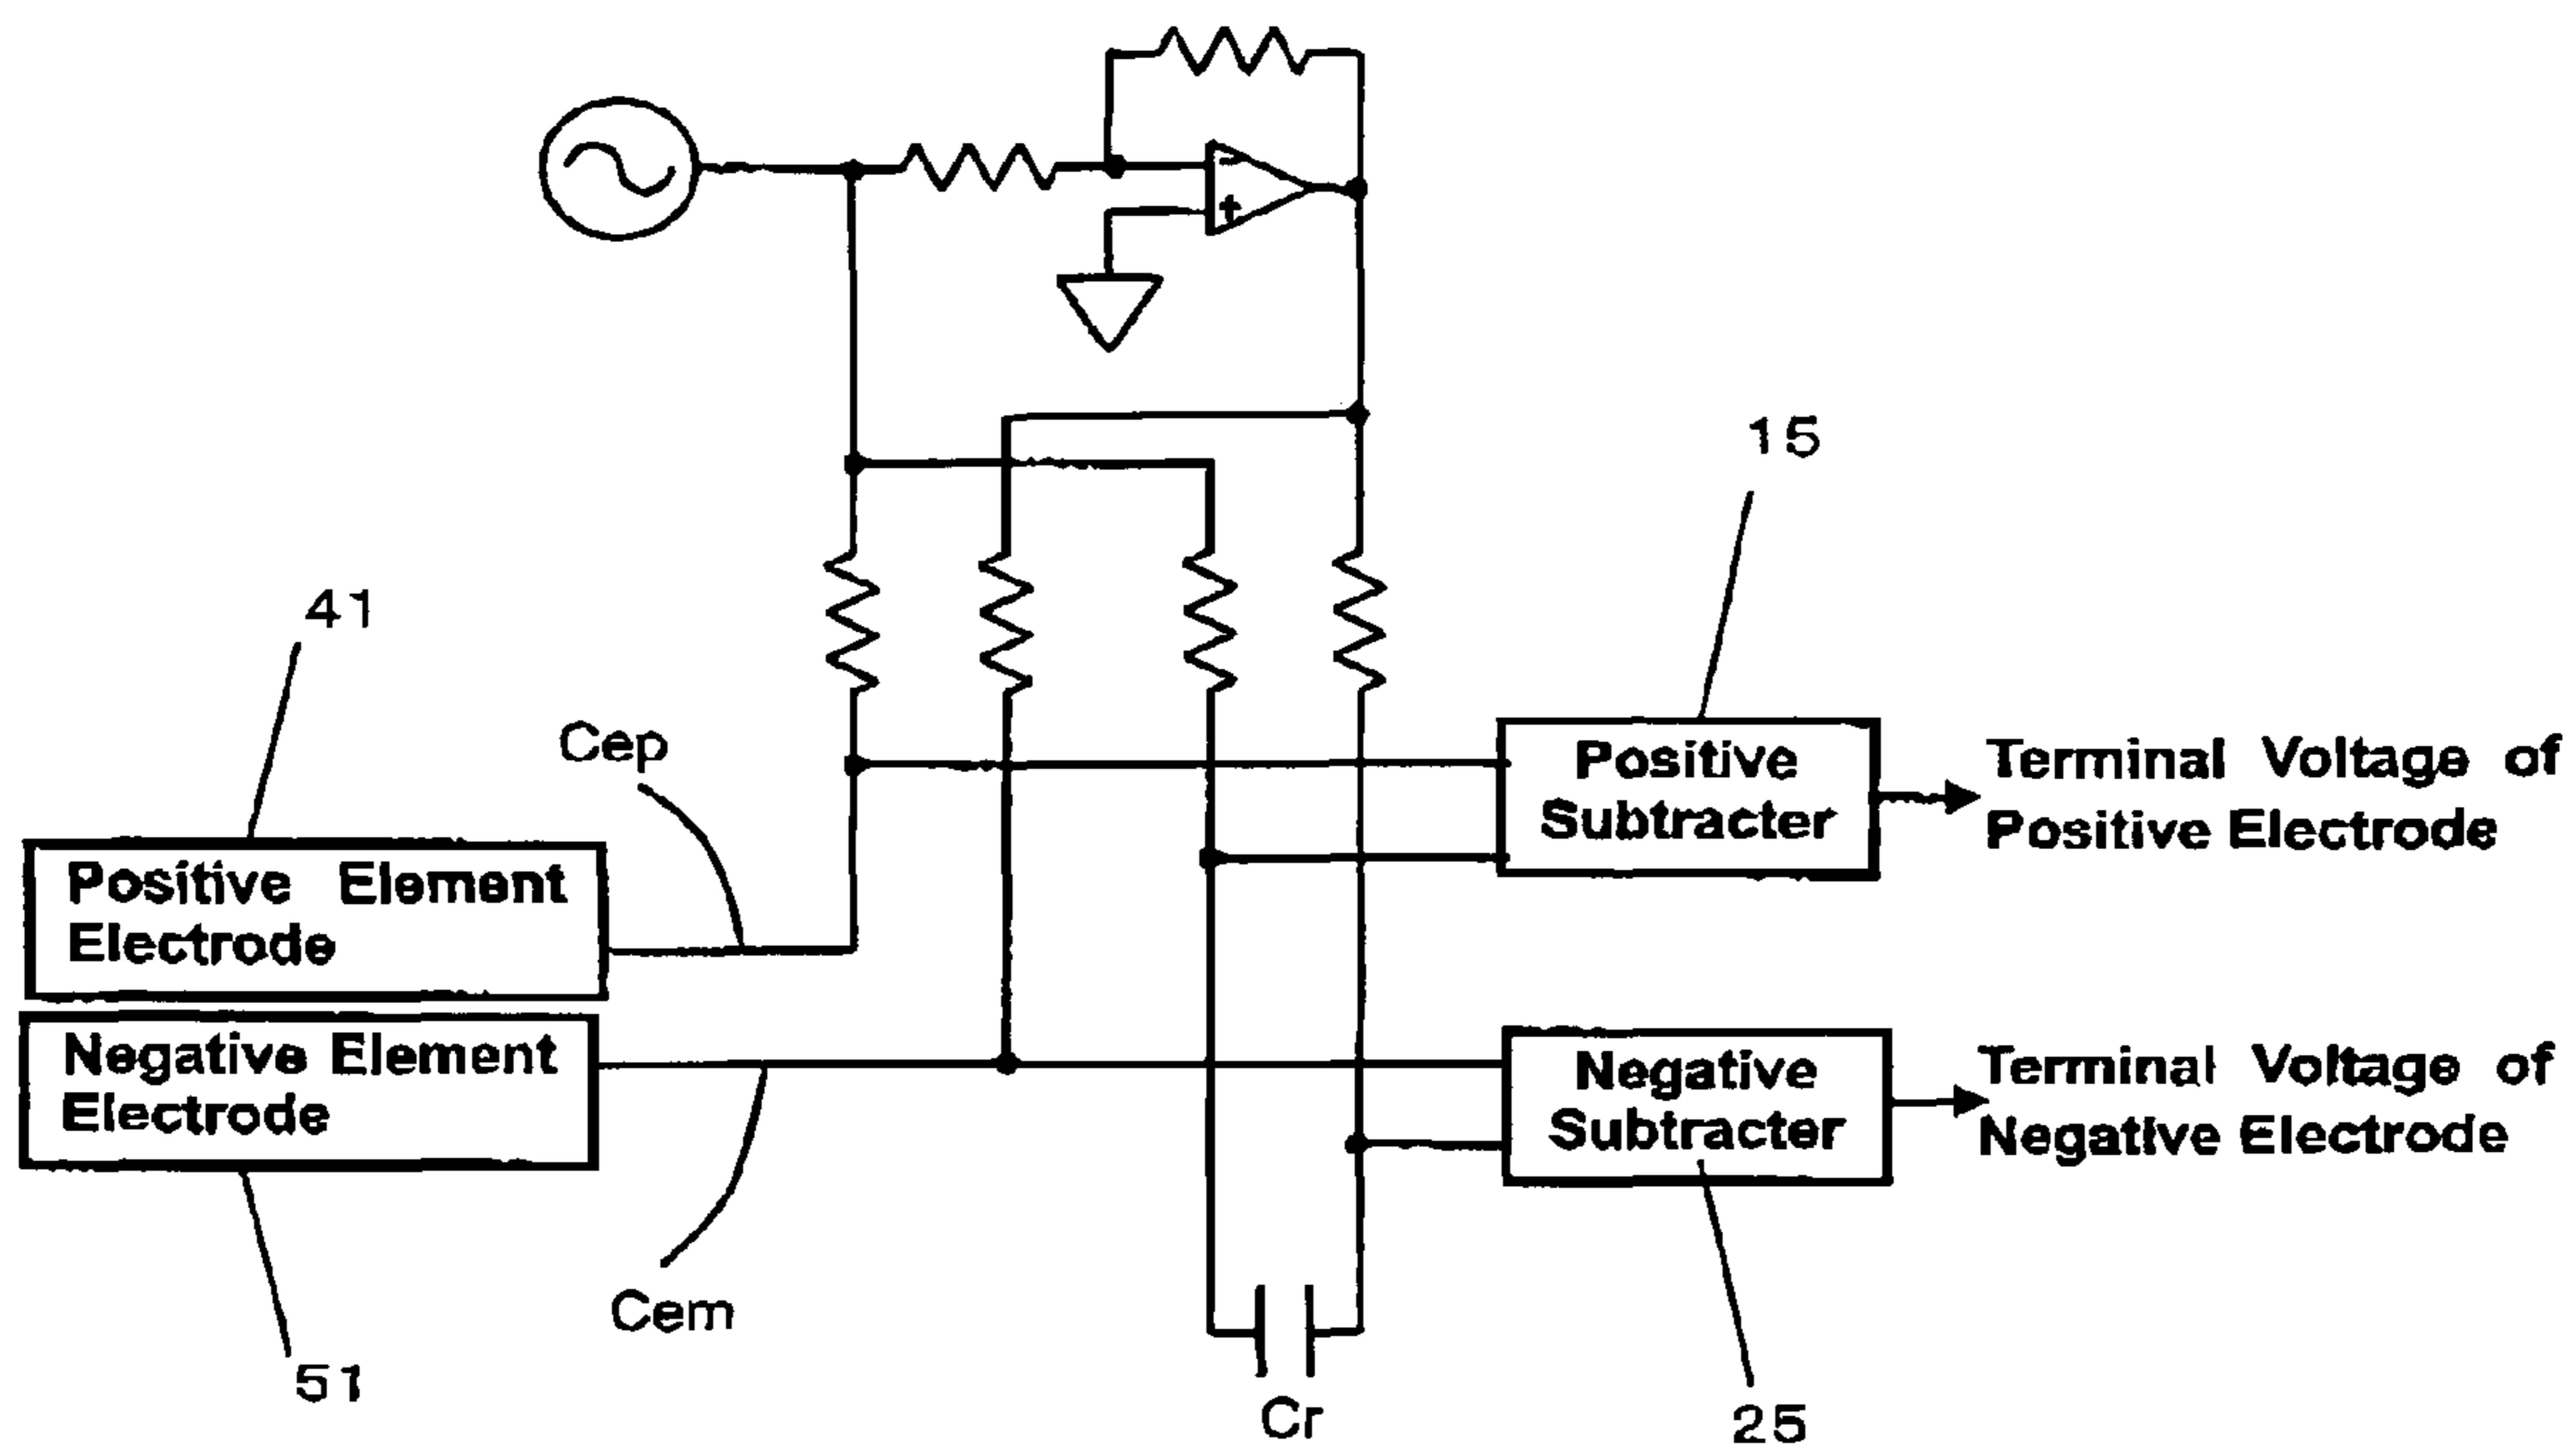 -
+
15
41
Cep
Positive
Subtracter
Terminal Voltage of
Positive Electrode
Positive Element
Electrode
Negative Element
Electrode
Negative
Subtracter
Terminal Voltage of
Negative Electrode
Cem
51
Cr
25